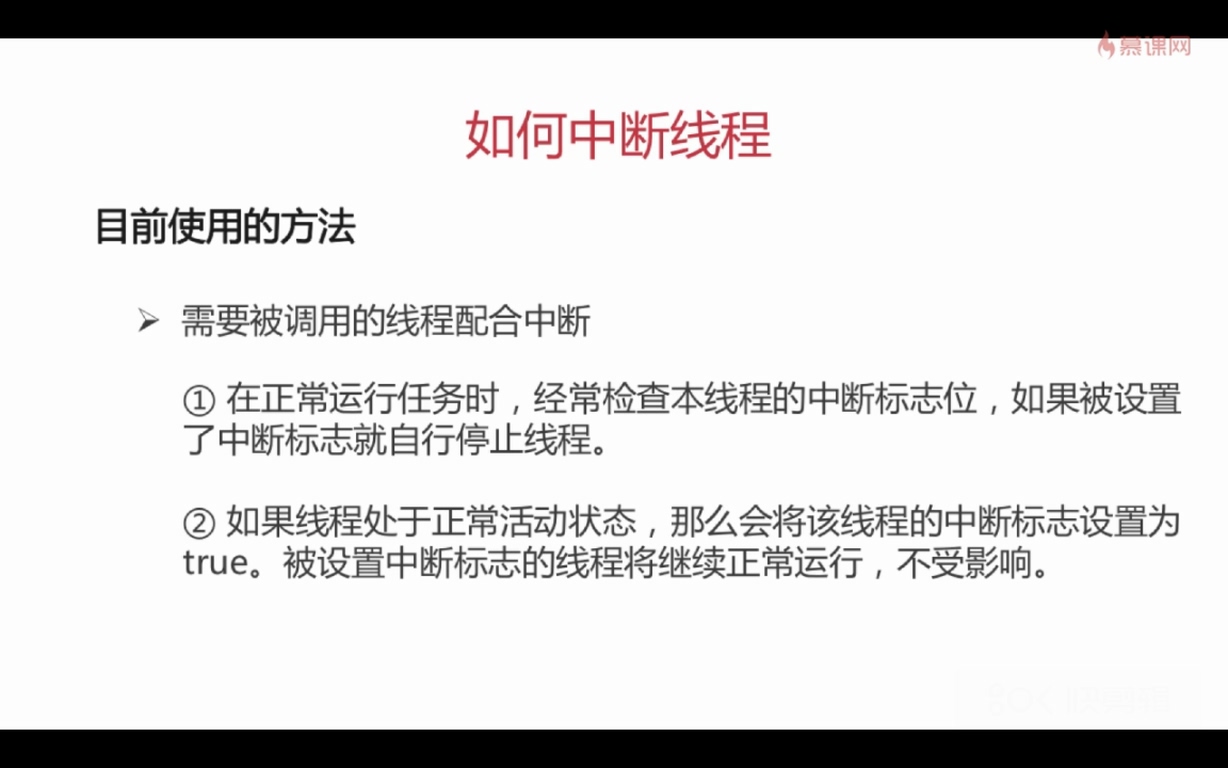 慕课网
如何中断线程
目前使用的方法
➢ 需要被调用的线程配合中断
① 在正常运行任务时，经常检查本线程的中断标志位，如果被设置
了中断标志就自行停止线程。
② 如果线程处于正常活动状态，那么会将该线程的中断标志设置为
true。被设置中断标志的线程将继续正常运行，不受影响。